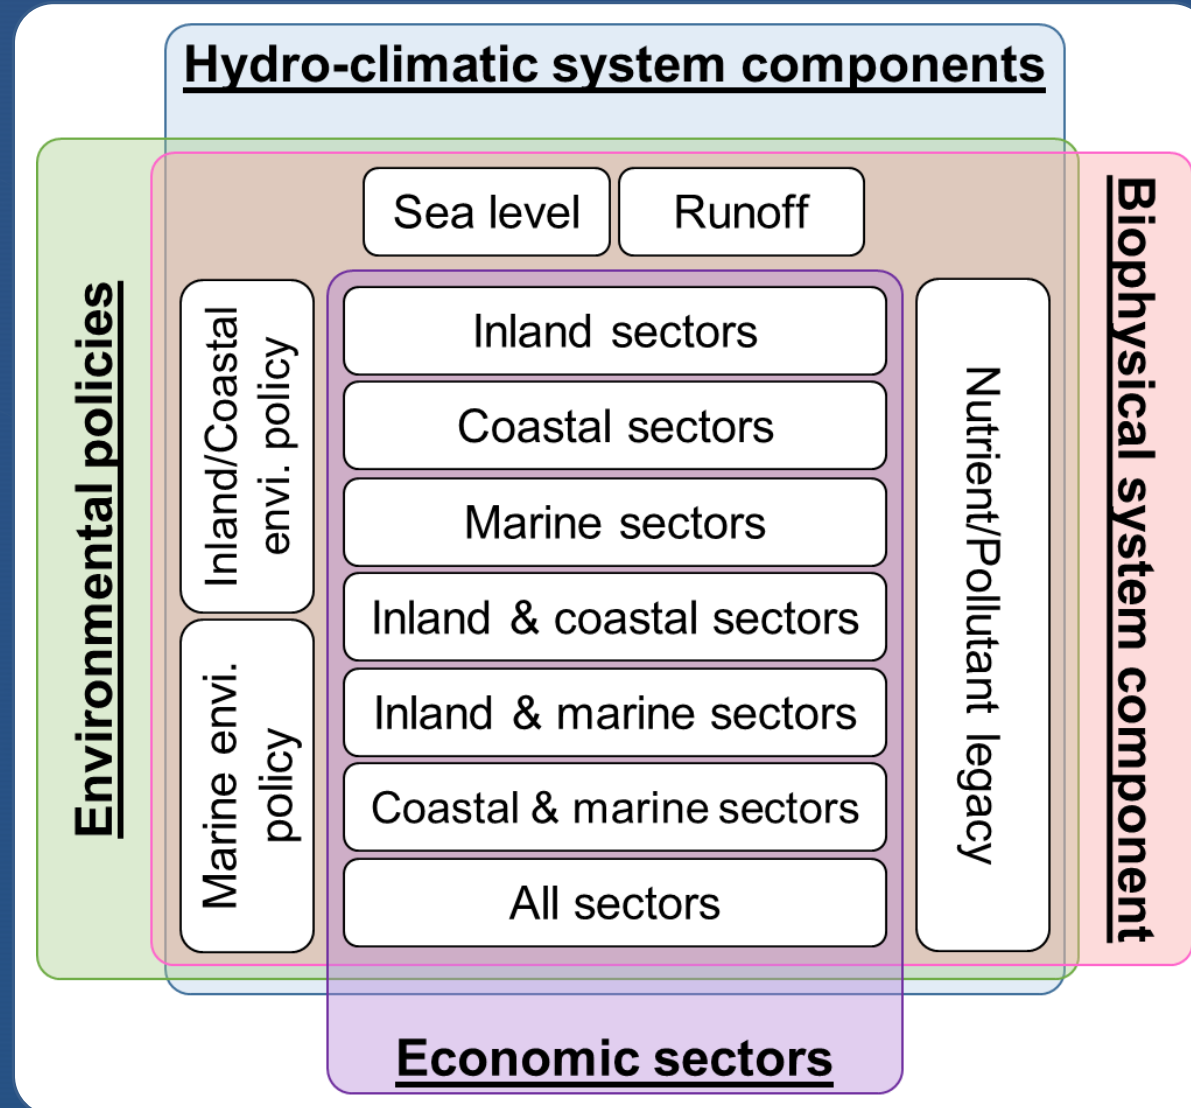 Hydro-climatic system components
Sea level
Runoff
Environmental policies
Inland/Coastal
envi. policy
Marine envi.
policy
Inland sectors
Coastal sectors
Marine sectors
Inland & coastal sectors
Inland & marine sectors
Coastal & marine sectors
All sectors
Nutrient/Pollutant legacy
Biophysical system component
Economic sectors